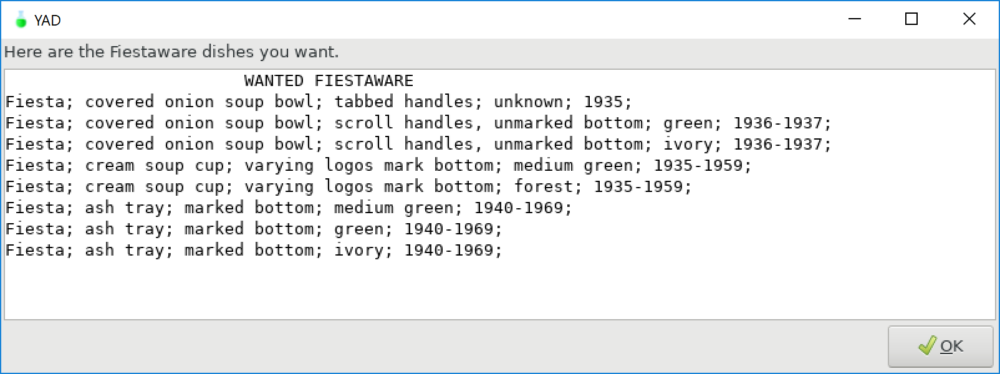 YAD
Here are the Fiestaware dishes you want.
WANTED FIESTAWARE
Fiesta; covered onion soup bowl; tabbed handles; unknown; 1935;
Fiesta; covered onion soup bowl; scroll handles, unmarked bottom; green; 1936-1937;
Fiesta; covered onion soup bowl; scroll handles, unmarked bottom; ivory; 1936-1937;
Fiesta; cream soup cup; varying logos mark bottom; medium green; 1935-1959;
Fiesta; cream soup cup; varying logos mark bottom; forest; 1935-1959;
Fiesta; ash tray; marked bottom; medium green; 1940-1969;
Fiesta; ash tray; marked bottom; green; 1940-1969;
Fiesta; ash tray; marked bottom; ivory; 1940-1969;
OK